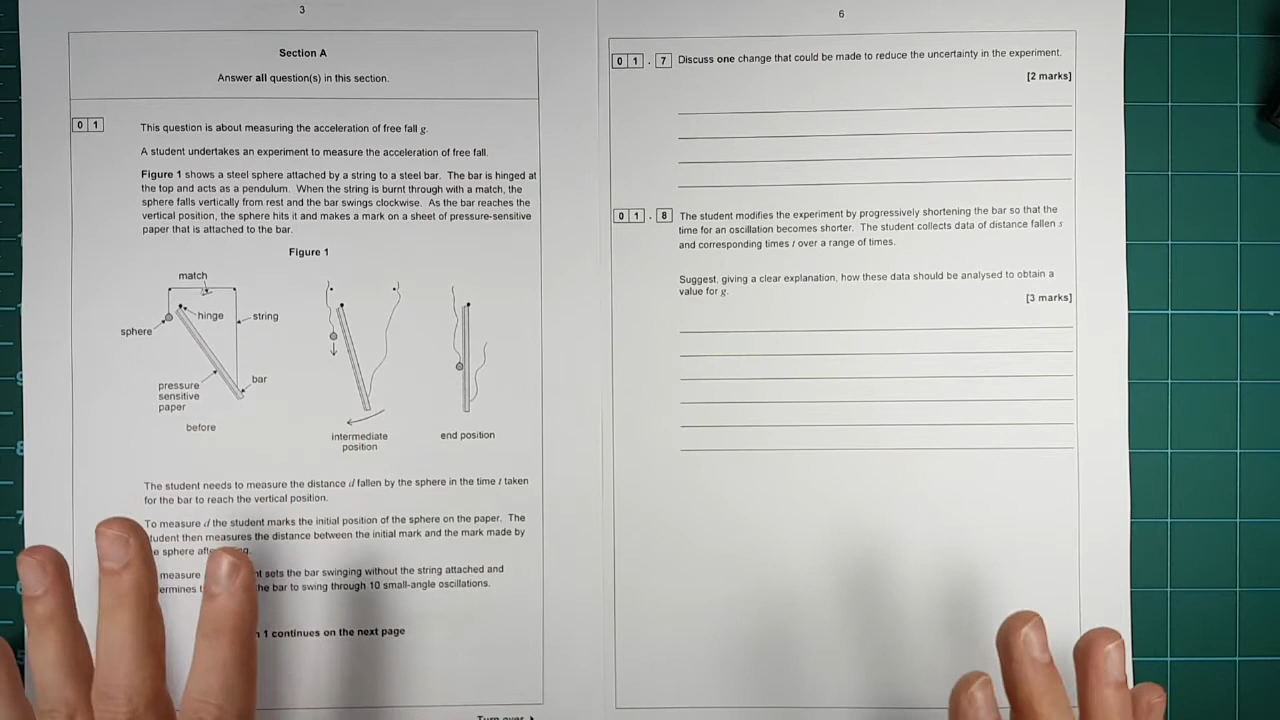 3
Section A
Answer all question(s) in this section.
0 1
This question is about measuring the acceleration of free fall g.
A student undertakes an experiment to measure the acceleration of free fall.
Figure 1 shows a steel sphere attached by a string to a steel bar. The bar is hinged at
the top and acts as a pendulum. When the string is burnt through with a match, the
sphere falls vertically from rest and the bar swings clockwise. As the bar reaches the
vertical position, the sphere hits it and makes a mark on a sheet of pressure-sensitive
paper that is attached to the bar.
Figure 1
match
hinge
string
sphere
bar
pressure
sensitive
paper
before
intermediate
position
end position
The student needs to measure the distance d fallen by the sphere in the time t taken
for the bar to reach the vertical position.
To measure d the student marks the initial position of the sphere on the paper. The
student then measures the distance between the initial mark and the mark made by
sphere
measure sets the bar swinging without the string attached and
the bar to swing through 10 small-angle oscillations.
1 continues on the next page
Turn over
6
0 1 . 7 Discuss one change that could be made to reduce the uncertainty in the experiment.
[2 marks]
0 1 . 8 The student modifies the experiment by progressively shortening the bar so that the
time for an oscillation becomes shorter. The student collects data of distance fallen s
and corresponding times t over a range of times.
Suggest, giving a clear explanation, how these data should be analysed to obtain a
value for g.
[3 marks]